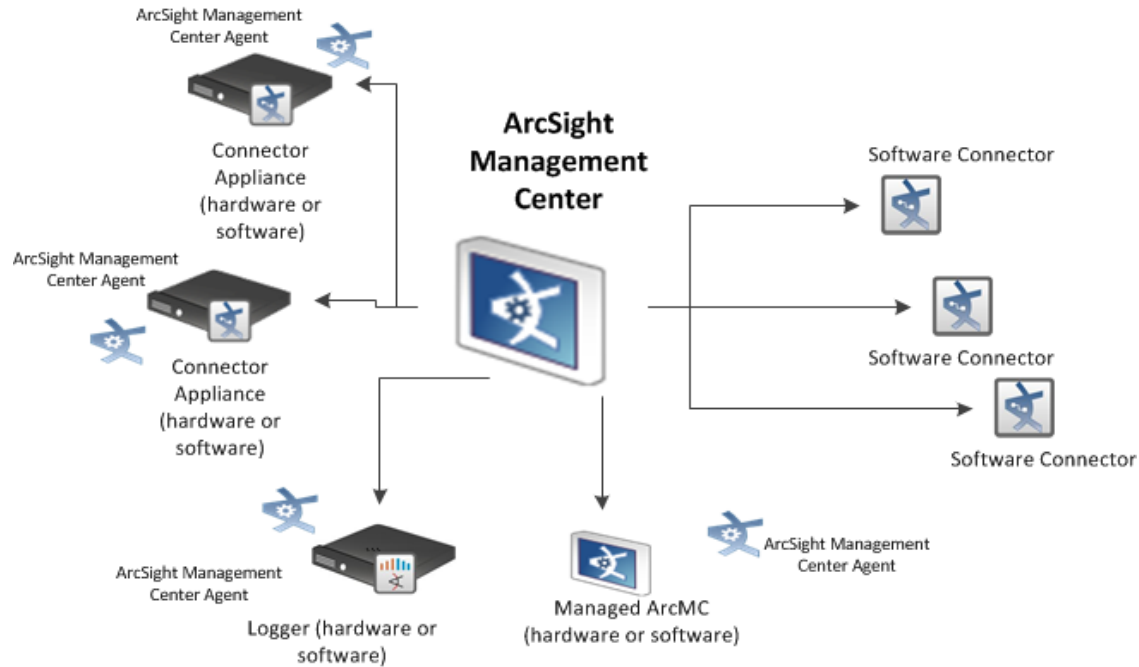 ArcSight Management
Center Agent
Connector
Appliance
(hardware or
software)
ArcSight
Management
Center
Software Connector
ArcSight Management
Center Agent
Connector
Appliance
(hardware or
software)
Software Connector
Software Connector
ArcSight Management
Center Agent
Logger (hardware or
software)
Managed ArcMC
(hardware or software)
ArcSight Management
Center Agent